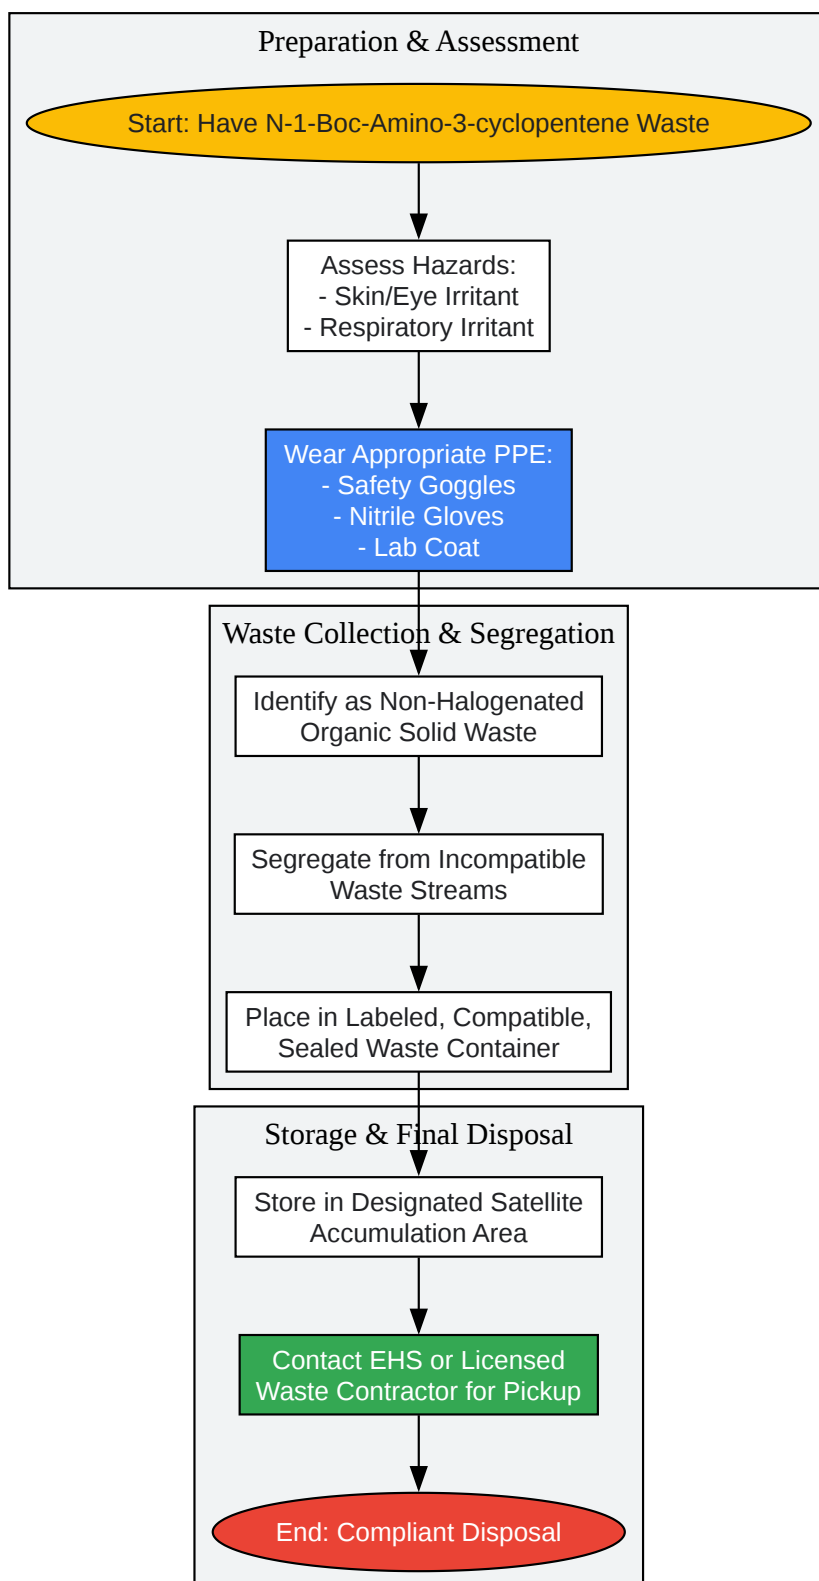 Preparation & Assessment
Start: Have N-1-Boc-Amino-3-cyclopentene Waste
Assess Hazards:
- Skin/Eye Irritant
- Respiratory Irritant
Wear Appropriate PPE:
- Safety Goggles
- Nitrile Gloves
- Lab Coat
Waste Collection & Segregation
Identify as Non-Halogenated
Organic Solid Waste
Segregate from Incompatible
Waste Streams
Place in Labeled, Compatible,
Sealed Waste Container
Storage & Final Disposal
Store in Designated Satellite
Accumulation Area
Contact EHS or Licensed
Waste Contractor for Pickup
End: Compliant Disposal